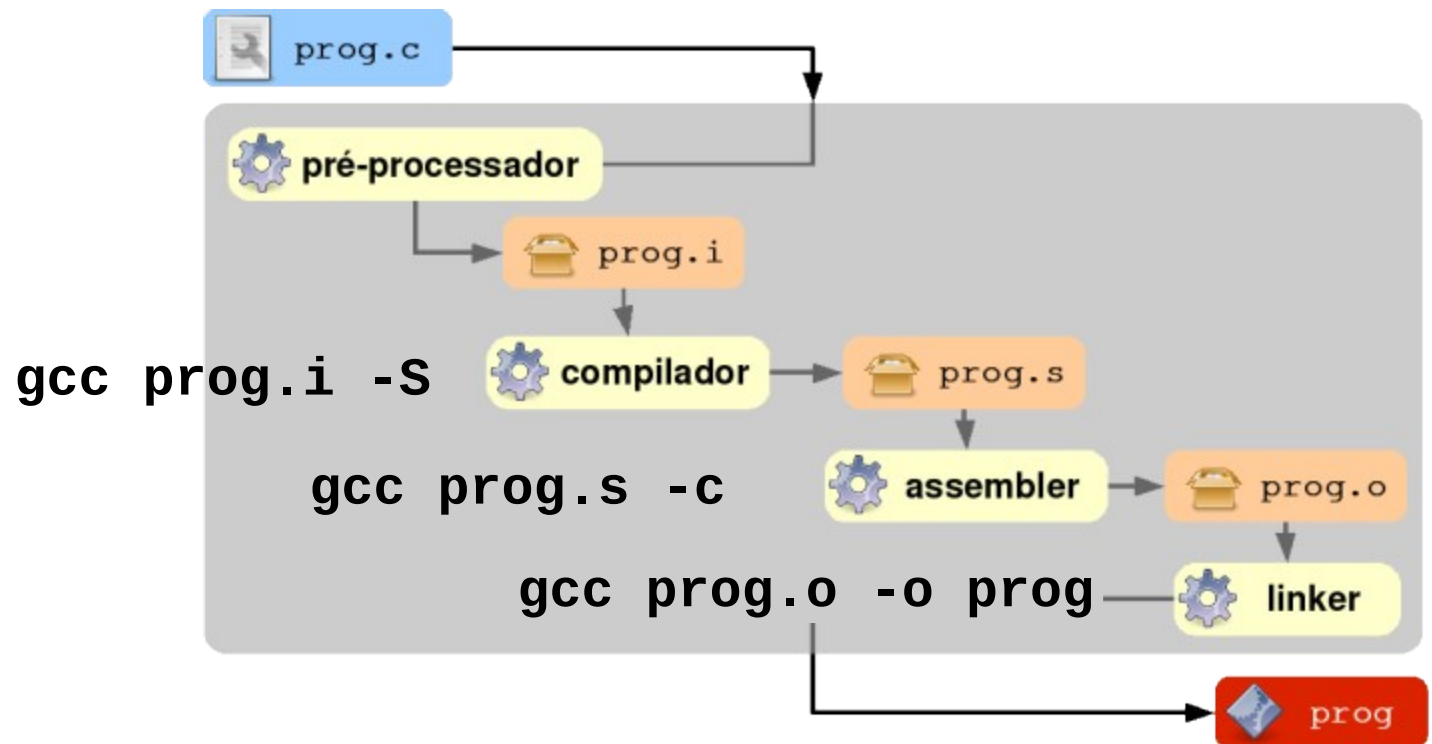 prog.c
pré-processador
prog.i
gcc prog.i -S
compilador
prog.s
gcc prog.s -c
assembler
prog.o
gcc prog.o -o prog
linker
prog